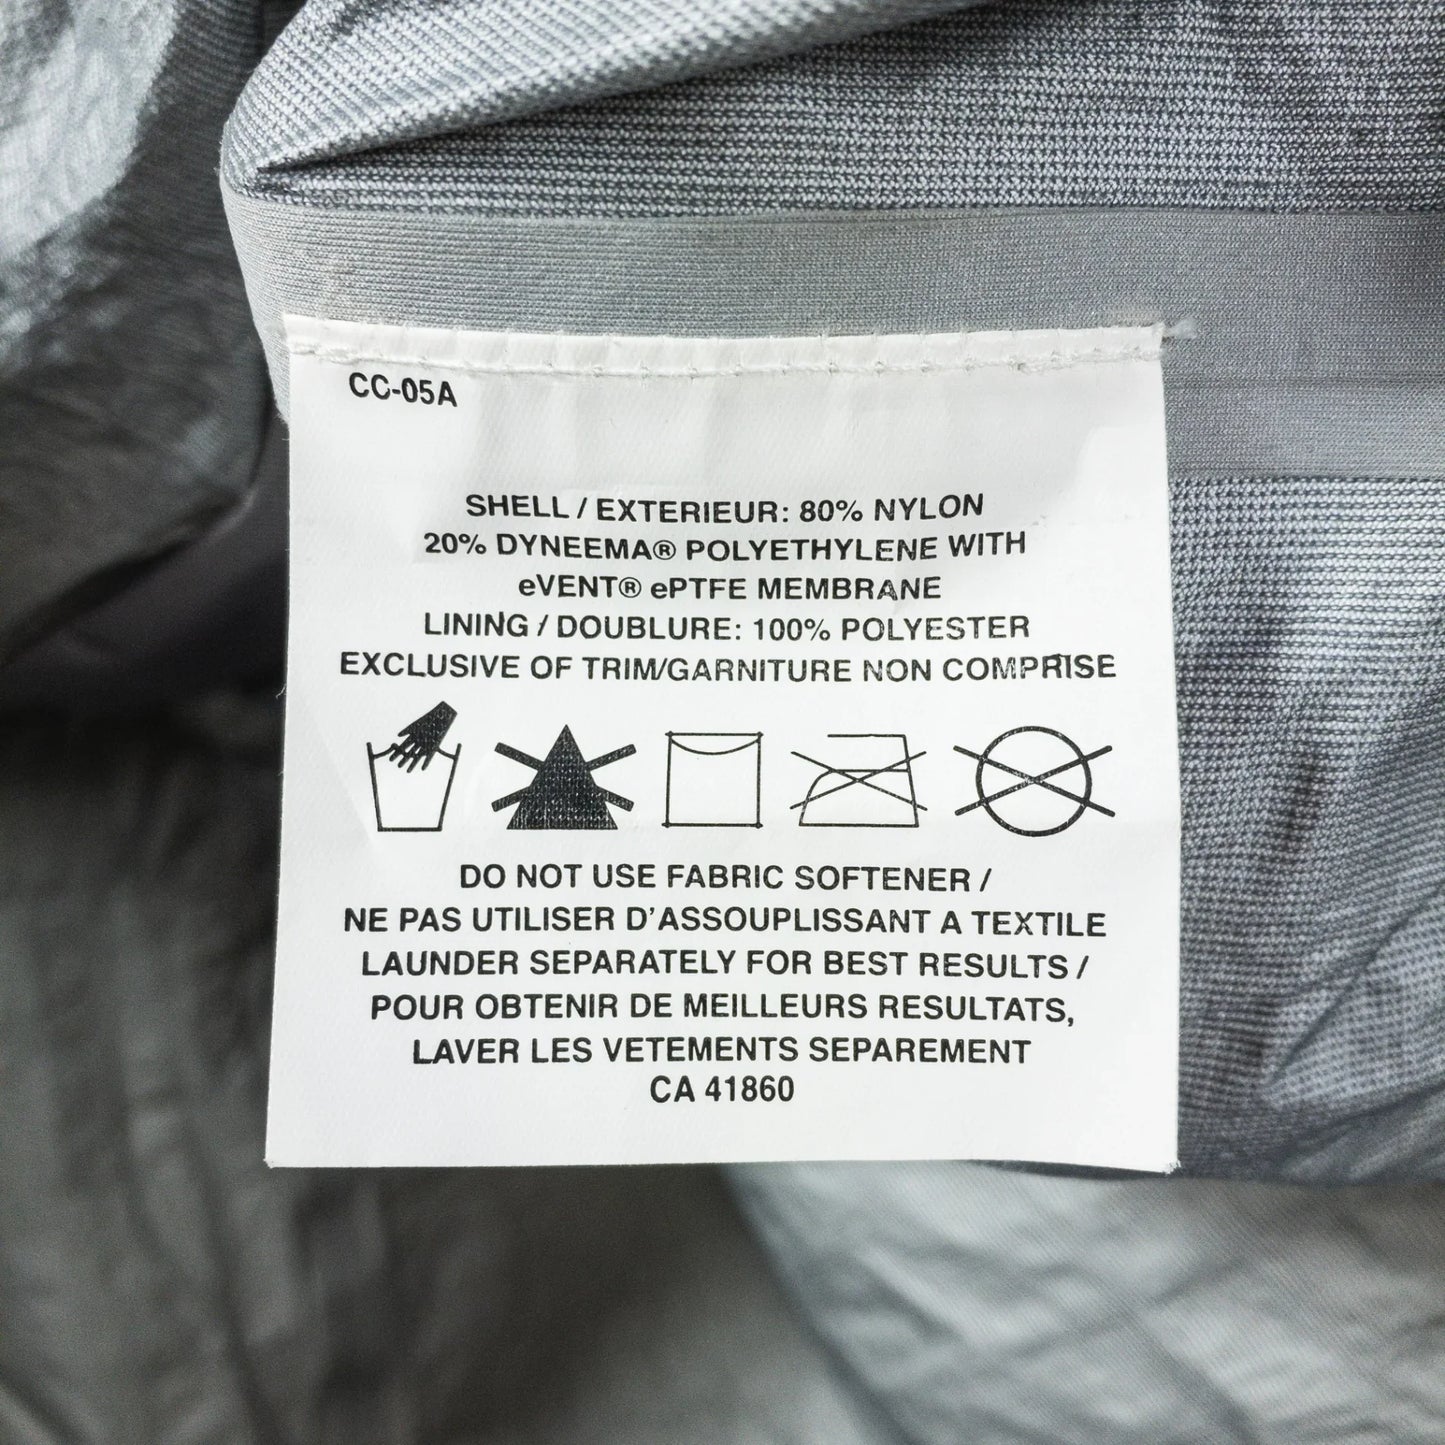 CC-05A
SHELL / EXTERIEUR: 80% NYLON
20% DYNEEMA® POLYETHYLENE WITH
eVENT® ePTFE MEMBRANE
LINING / DOUBLURE: 100% POLYESTER
EXCLUSIVE OF TRIM/GARNITURE NON COMPRISE
DO NOT USE FABRIC SOFTENER /
NE PAS UTILISER D'ASSOUPLISSANT A TEXTILE
LAUNDER SEPARATELY FOR BEST RESULTS /
POUR OBTENIR DE MEILLEURS RESULTATS,
LAVER LES VETEMENTS SEPAREMENT
CA 41860